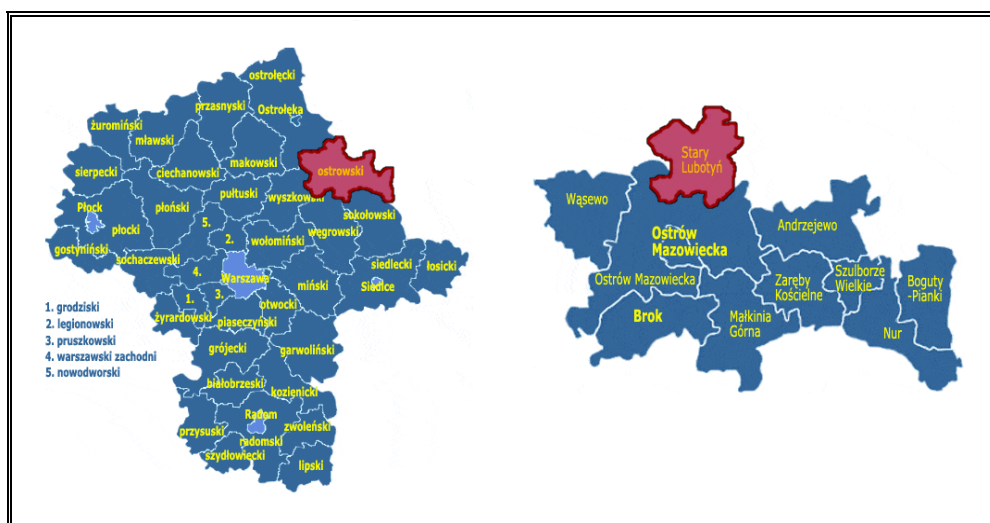 ostrołęcki
przasnyski
Ostrołęka
żuromiński
mławski
makowski
sierpecki
ciechanowski
ostrowski
pułtuski
wyszkowski
Płock
płoński
sokołowski
płocki
5.
węgrowski
gostyniński
2.
wołomiński
sochaczewski
siedlecki
łosicki
4.
Warszawa
miński
Siedlce
1.
3.
otwocki
żyrardowski
piaseczyński
grójecki
garwoliński
białobrzeski
kozienicki
Radom
zwoleński
przysuski
radomski
szydłowiecki
lipski
1. grodziski
2. legionowski
3. pruszkowski
4. warszawski zachodni
5. nowodworski
Stary
Lubotyń
Wąsewo
Andrzejewo
Ostrów
Mazowiecka
Ostrów Mazowiecka
Zaręby
Kościelne
Szulborze
Wielkie
Boguty
-Pianki
Brok
Małkinia
Górna
Nur